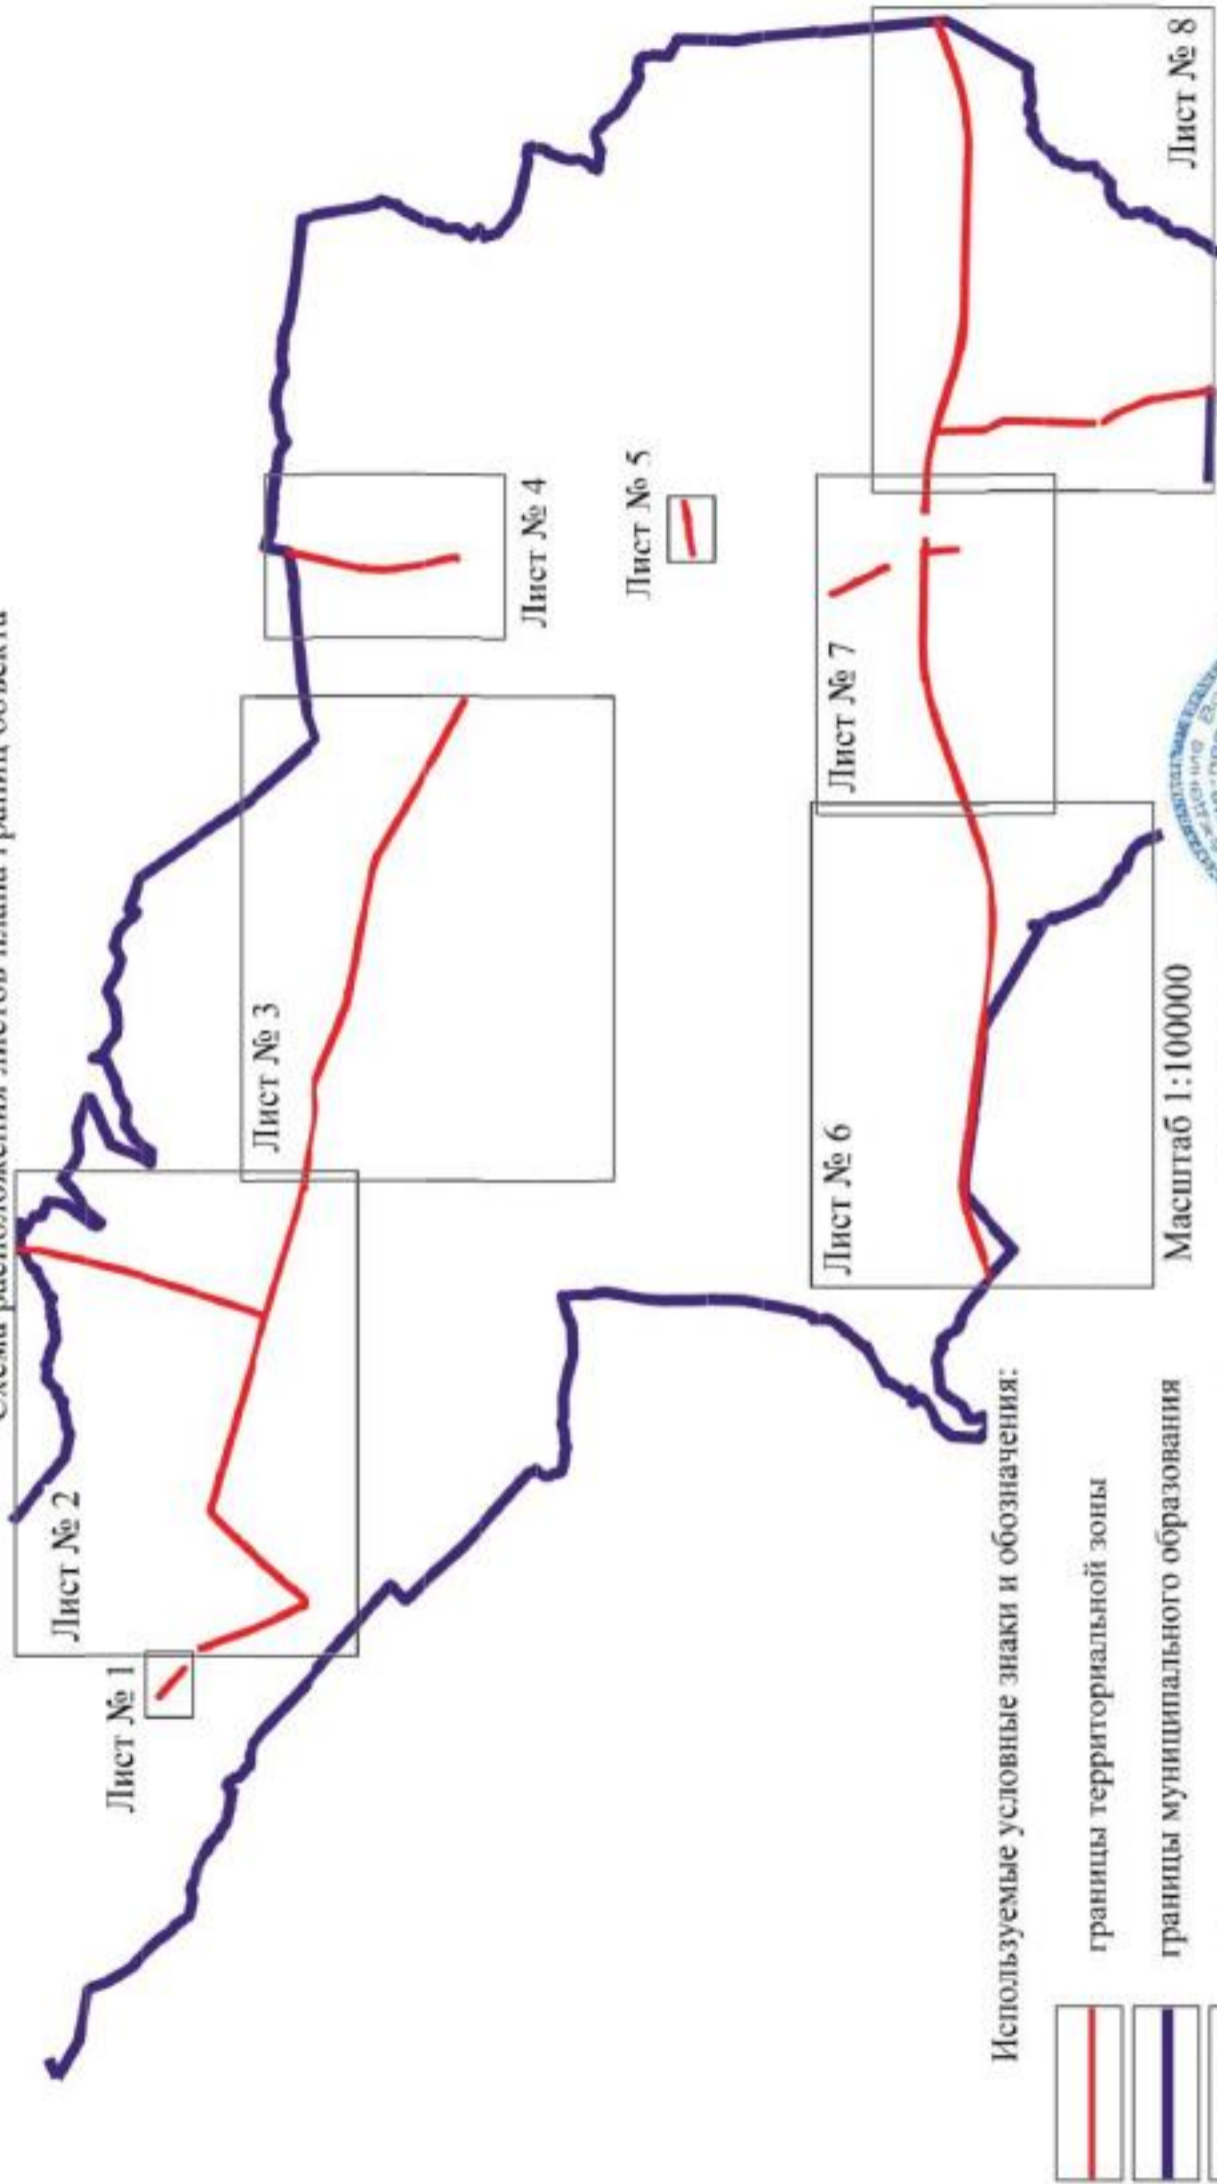 Схема расположения листов плана границ объекта
Лист № 1
Лист № 2
Лист № 3
Лист № 4
Лист № 5
Лист № 6
Лист № 7
Лист № 8
Масштаб 1:100000
Используемые условные знаки и обозначения:
границы территориальной зоны
границы муниципального образования